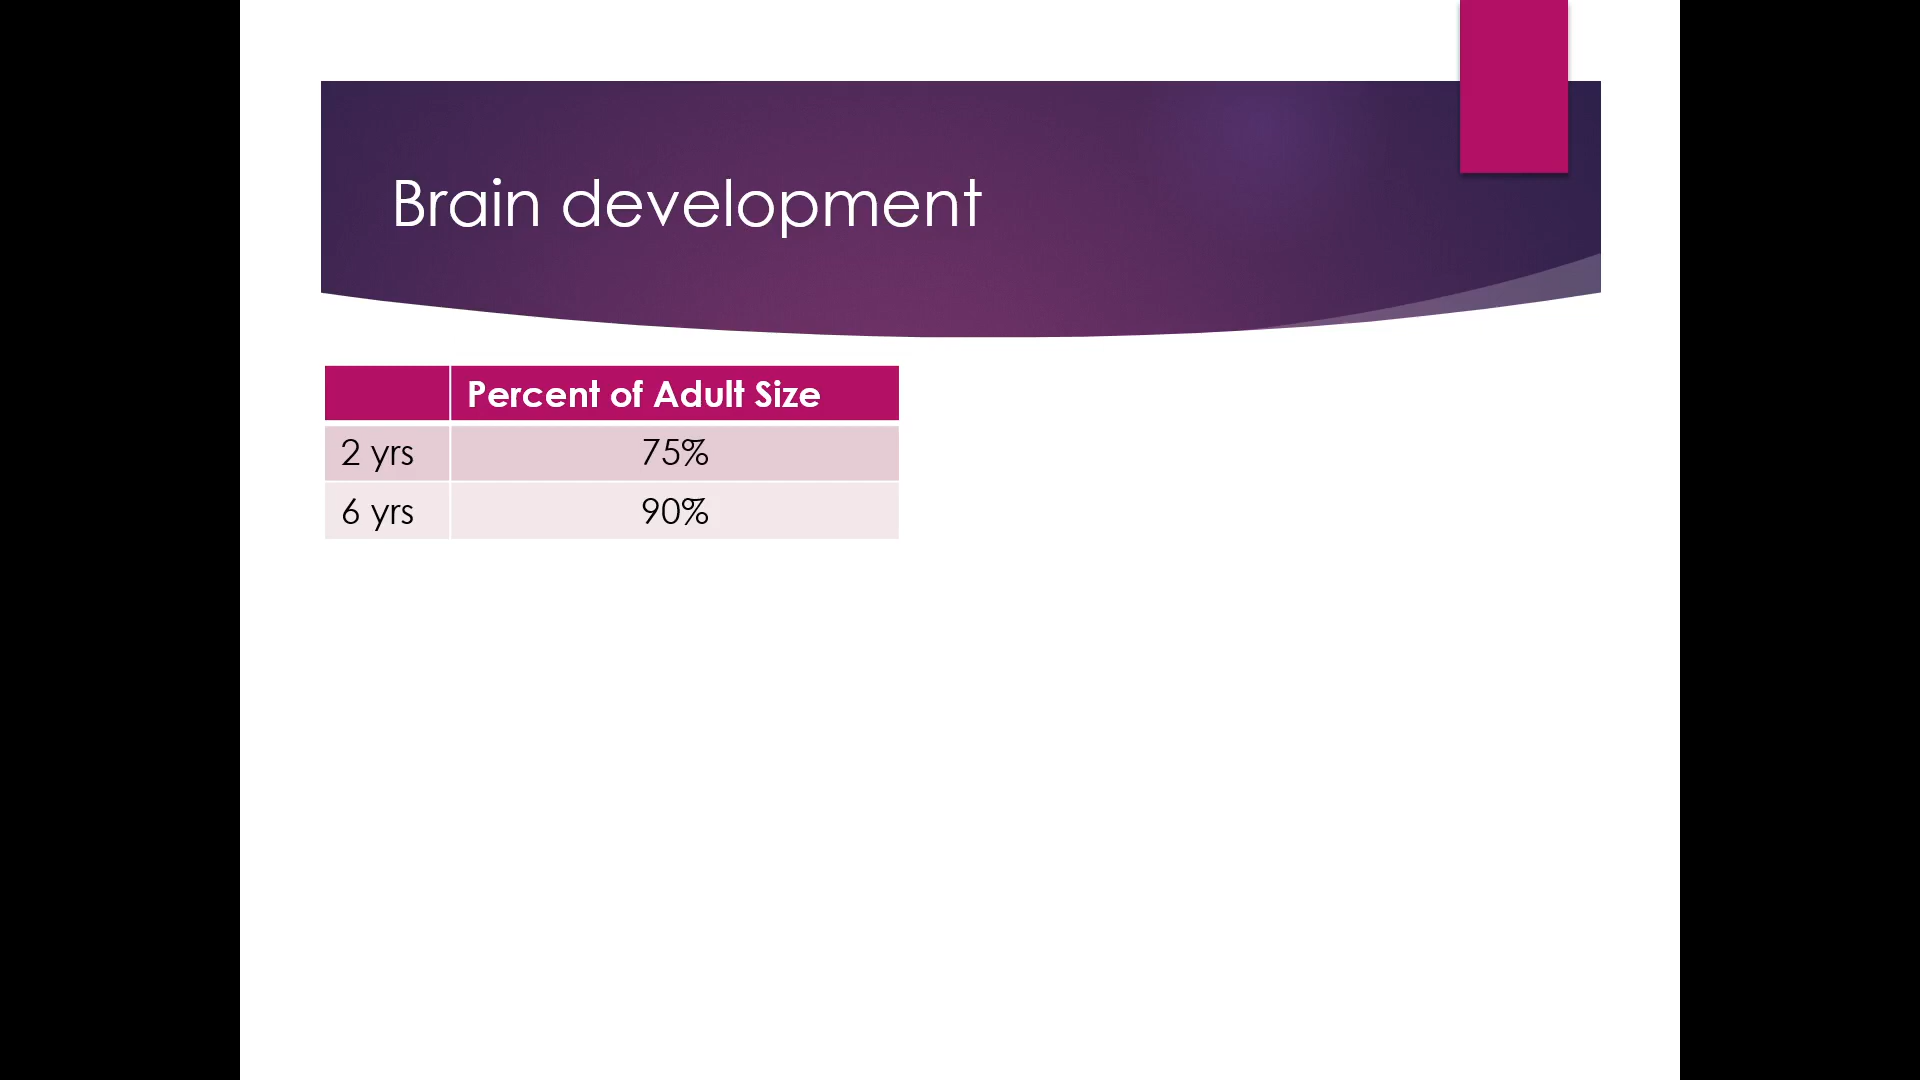 Brain development
Percent of Adult Size
2 yrs 75%
6 yrs 90%